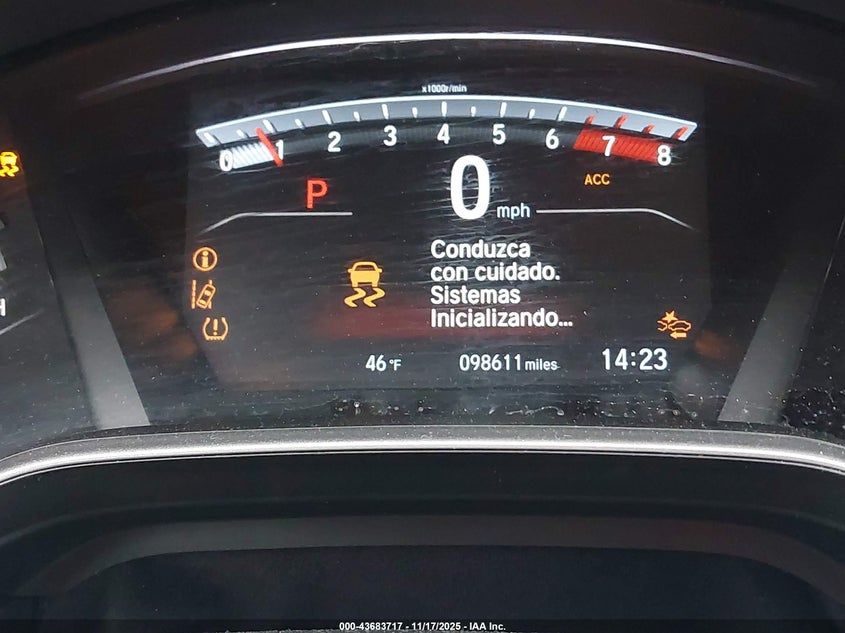 x1000r/min
0 1 2 3 4 5 6 7 8
P
0 mph
ACC
Conduzca
con cuidado.
Sistemas
Inicializando...
46 °F 098611 miles 14:23
H
000-43683717 - 11/17/2025 - IAA Inc.